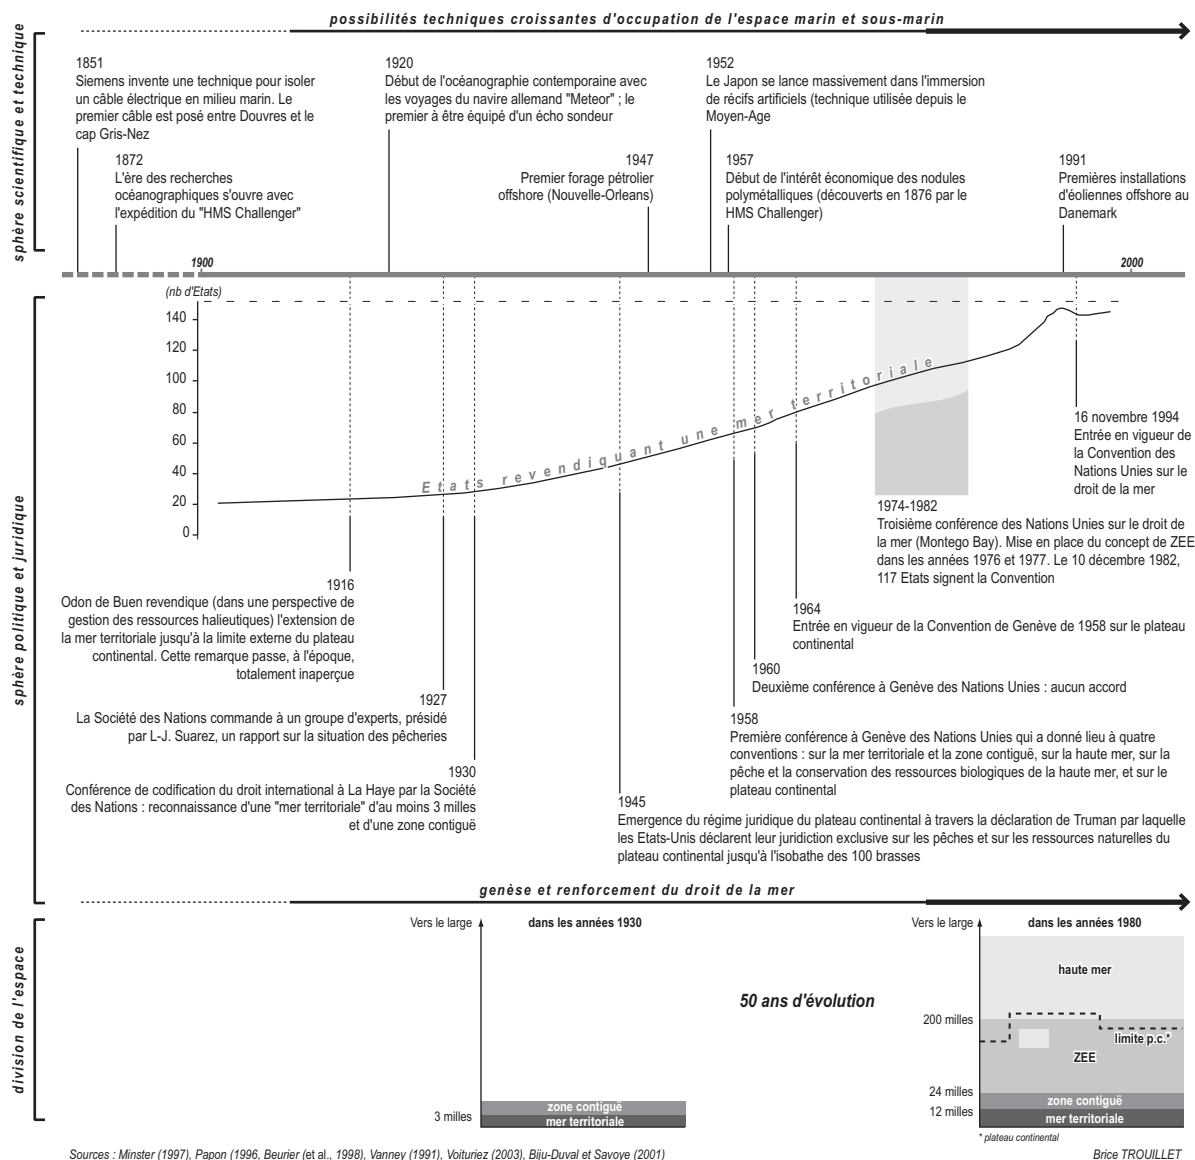 possibilités techniques croissantes d'occupation de l'espace marin et sous-marin
sphère scientifique et technique
1851
Siemens invente une technique pour isoler
un câble électrique en milieu marin. Le
premier câble est posé entre Douvres et le
cap Gris-Nez
1872
L'ère des recherches
océanographiques s'ouvre avec
l'expédition du "HMS Challenger"
1920
Début de l'océanographie contemporaine avec
les voyages du navire allemand "Meteor" ; le
premier à être équipé d'un écho sondeur
1947
Premier forage pétrolier
offshore (Nouvelle-Orleans)
1952
Le Japon se lance massivement dans l'immersion
de récifs artificiels (technique utilisée depuis le
Moyen-Age
1957
Début de l'intérêt économique des nodules
polymétalliques (découverts en 1876 par le
HMS Challenger)
1991
Premières installations
d'éoliennes offshore au
Danemark
1900
2000
sphère politique et juridique
(nb d'Etats)
140
120
100
80
60
40
20
0
Etats revendiquant une mer territoriale
1916
Odon de Buen revendique (dans une perspective de
gestion des ressources halieutiques) l'extension de
la mer territoriale jusqu'à la limite externe du plateau
continental. Cette remarque passe, à l'époque,
totalement inaperçue
1927
La Société des Nations commande à un groupe d'experts, présidé
par L-J. Suarez, un rapport sur la situation des pêcheries
1930
Conférence de codification du droit international à La Haye par la Société
des Nations : reconnaissance d'une "mer territoriale" d'au moins 3 milles
et d'une zone contiguë
1945
Emergence du régime juridique du plateau continental à travers la déclaration de Truman par laquelle
les Etats-Unis déclarent leur juridiction exclusive sur les pêches et sur les ressources naturelles du
plateau continental jusqu'à l'isobathe des 100 brasses
1958
Première conférence à Genève des Nations Unies qui a donné lieu à quatre
conventions : sur la mer territoriale et la zone contiguë, sur la haute mer, sur la
pêche et la conservation des ressources biologiques de la haute mer, et sur le
plateau continental
1960
Deuxième conférence à Genève des Nations Unies : aucun accord
1964
Entrée en vigueur de la Convention de Genève de 1958 sur le plateau
continental
1974-1982
Troisième conférence des Nations Unies sur le droit de
la mer (Montego Bay). Mise en place du concept de ZEE
dans les années 1976 et 1977. Le 10 décembre 1982,
117 Etats signent la Convention
16 novembre 1994
Entrée en vigueur de
la Convention des
Nations Unies sur le
droit de la mer
genèse et renforcement du droit de la mer
division de l'espace
Vers le large
dans les années 1930
3 milles
zone contiguë
mer territoriale
50 ans d'évolution
Vers le large
dans les années 1980
haute mer
200 milles
limite p.c.*
ZEE
24 milles
zone contiguë
12 milles
mer territoriale
* plateau continental
Sources : Minster (1997), Papon (1996, Beurier (et al., 1998), Vanney (1991), Voituriez (2003), Biju-Duval et Savoye (2001)
Brice TROUILLET